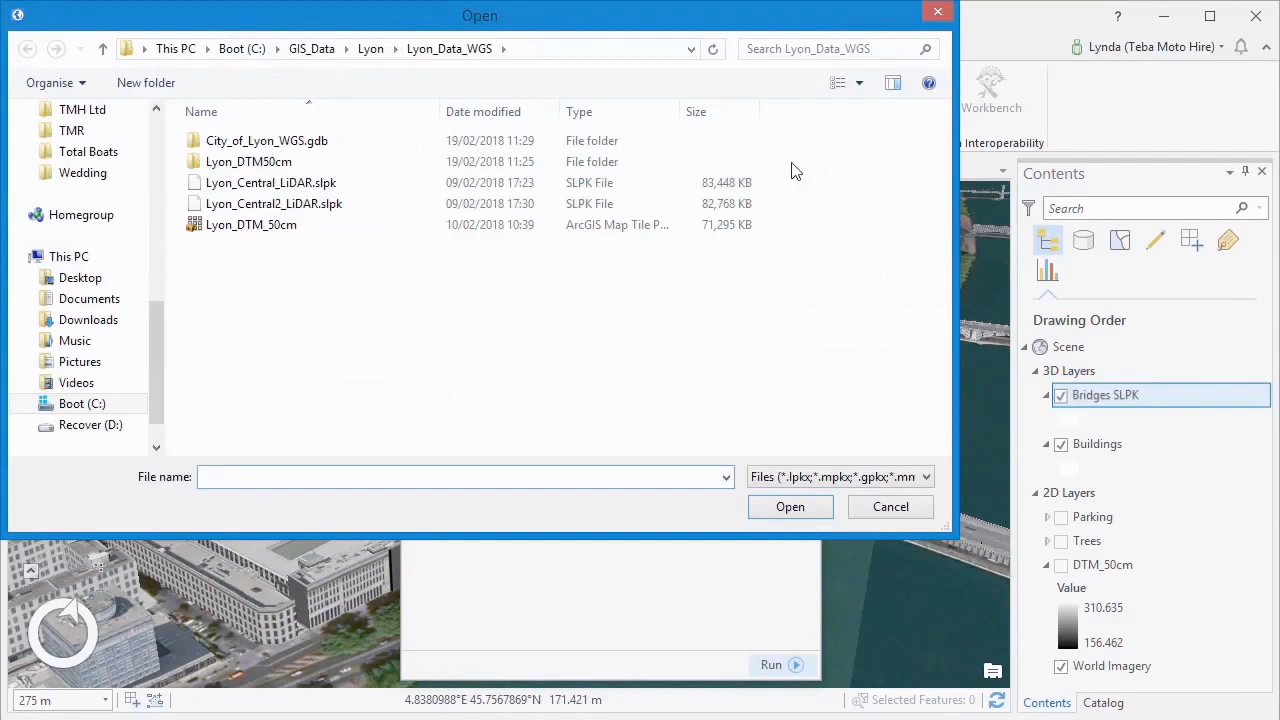 Open
This PC
Boot (C:)
GIS_Data
Lyon
Lyon_Data_WGS
Search Lyon_Data_WGS
Organise
New folder
Name
Date modified
Type
Size
TMH Ltd
TMR
Total Boats
Wedding
Homegroup
This PC
Desktop
Documents
Downloads
Music
Pictures
Videos
Boot (C:)
Recover (D:)
City_of_Lyon_WGS.gdb 19/02/2018 11:29 File folder
Lyon_DTM50cm 19/02/2018 11:25 File folder
Lyon_Central_LiDAR.slpk 09/02/2018 17:23 SLPK File 83,448 KB
09/02/2018 17:30 SLPK File 82,768 KB
Lyon_DTM_50cm 10/02/2018 10:39 ArcGIS Map Tile P... 71,295 KB
File name:
Files (*.lpkx;*.mpkx;*.gpkx;*.mm
Open
Cancel
?
Lynda (Teba Moto Hire)
Workbench
a Interoperability
Contents
Search
Drawing Order
Scene
3D Layers
Bridges SLPK
Buildings
2D Layers
Parking
Trees
DTM_50cm
Value
310.635
156.462
World Imagery
Contents
Catalog
Run
275 m
4.8380988°E 45.7567869°N 171.421 m
Selected Features: 0